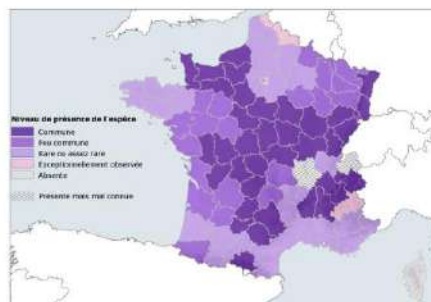 Niveau de présence de l'espèce
Commune
Peu commune
Rare ou assez rare
Exceptionnellement observée
Absente
Présente mais mal connue